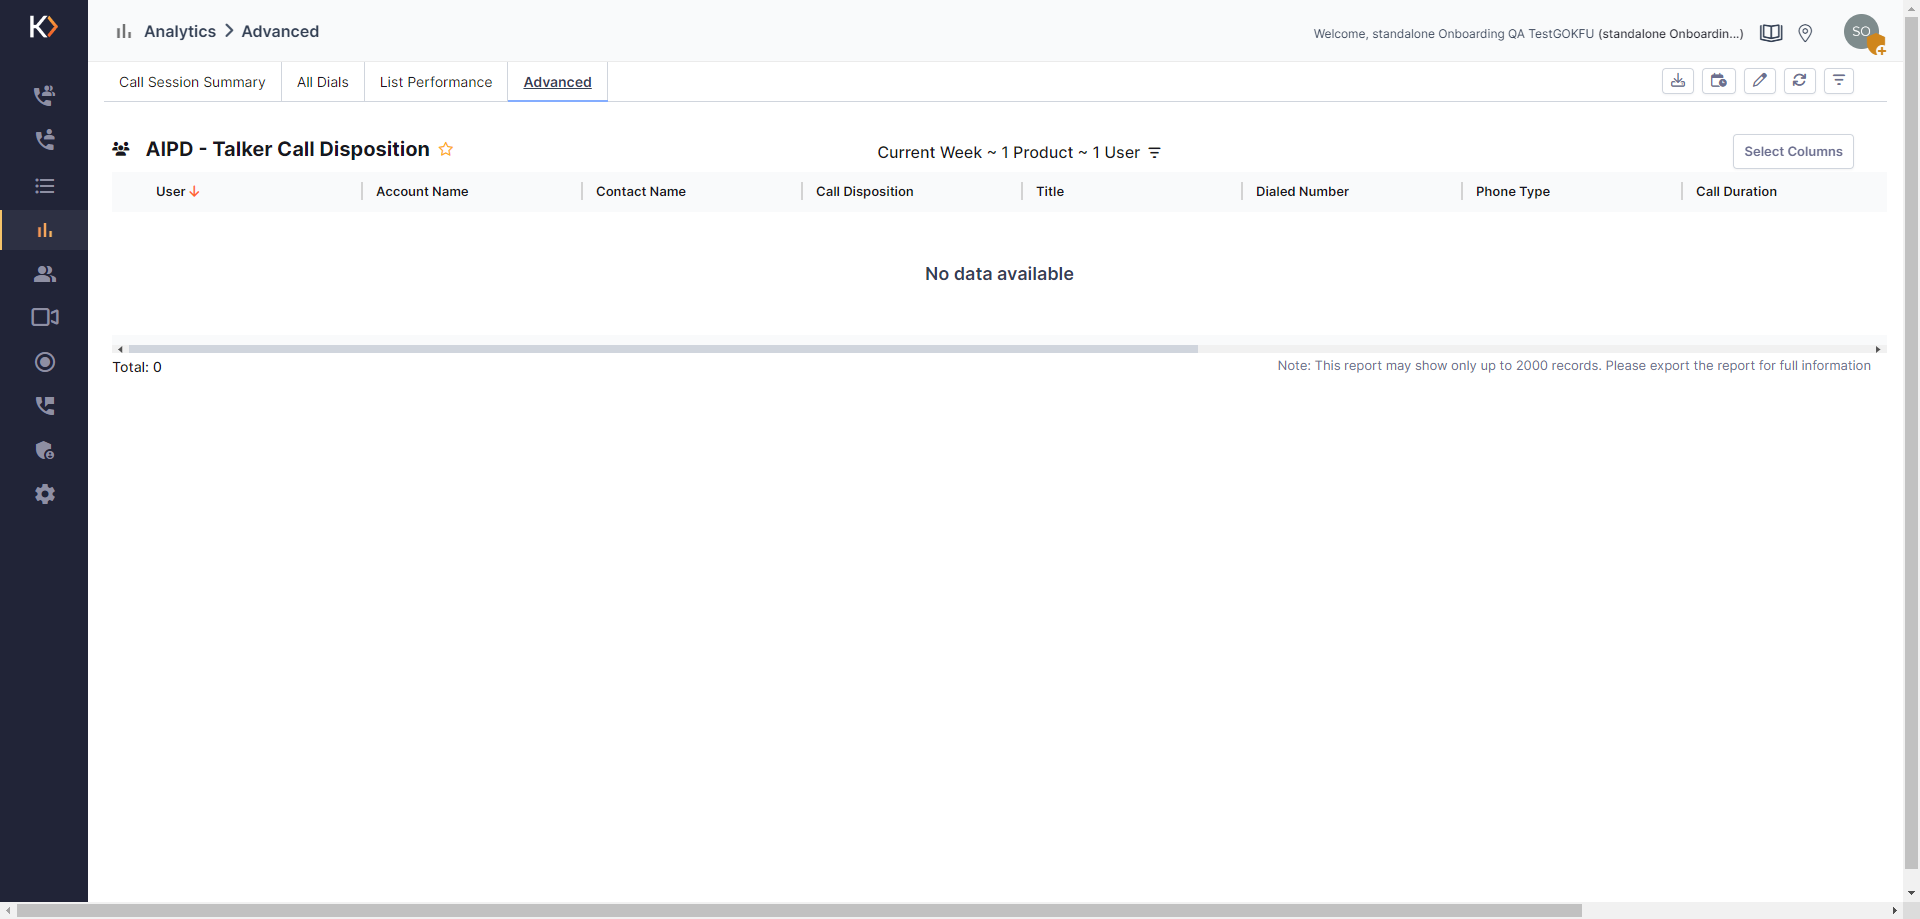 Analytics > Advanced
Welcome, standalone Onboarding QA TestGOKFU (standalone Onboardin...)
SO
Call Session Summary
All Dials
List Performance
Advanced
AIPD - Talker Call Disposition
Current Week ~ 1 Product ~ 1 User
Select Columns
User
Account Name
Contact Name
Call Disposition
Title
Dialed Number
Phone Type
Call Duration
No data available
Total: 0
Note: This report may show only up to 2000 records. Please export the report for full information